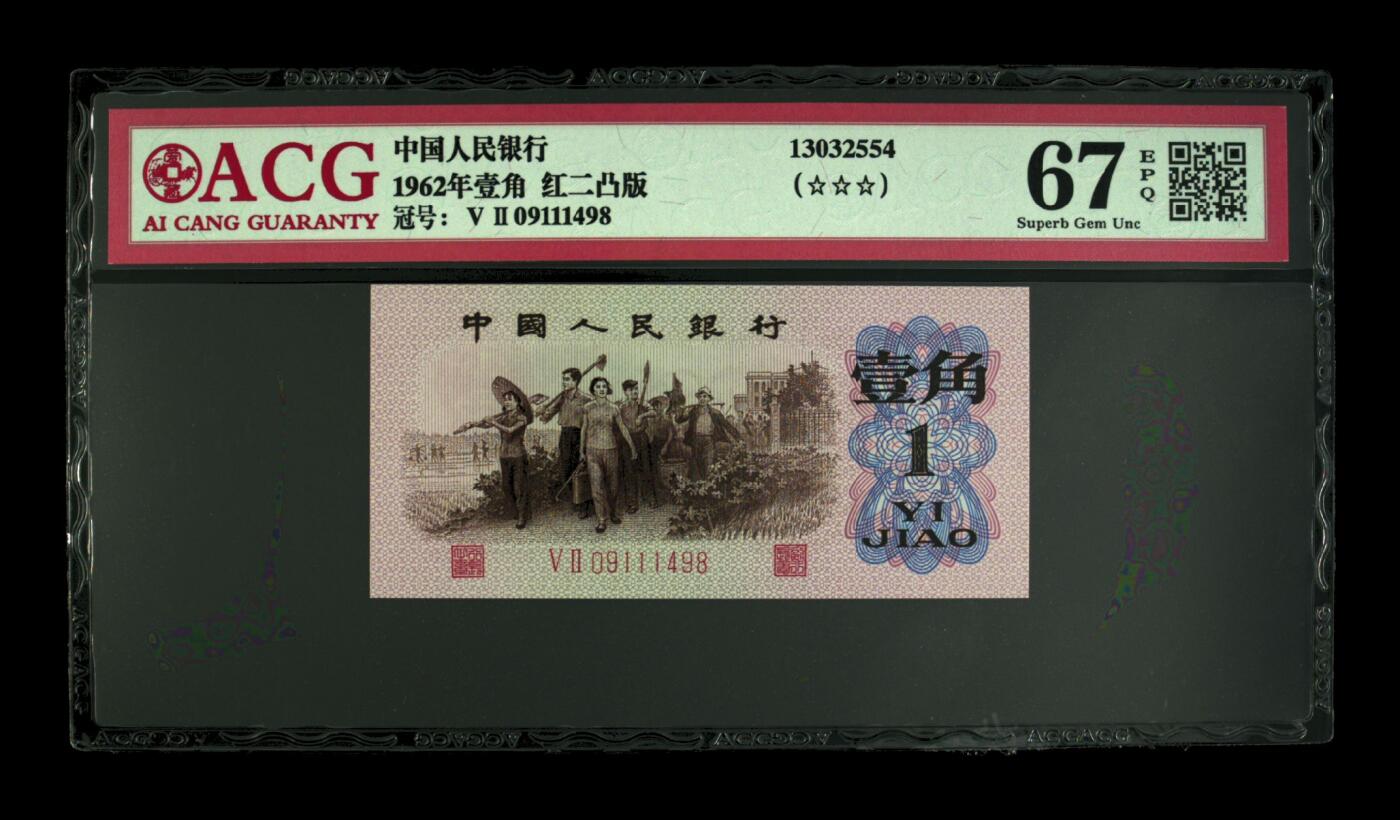 ACG
AI CANG GUARANTY
中国人民银行
1962年壹角 红二凸版
冠号： V II 09111498
13032554
(☆☆☆)
67
EPQ
Superb Gem Unc
中國人民銀行
壹角
1
YI
JIAO
V II 09111498